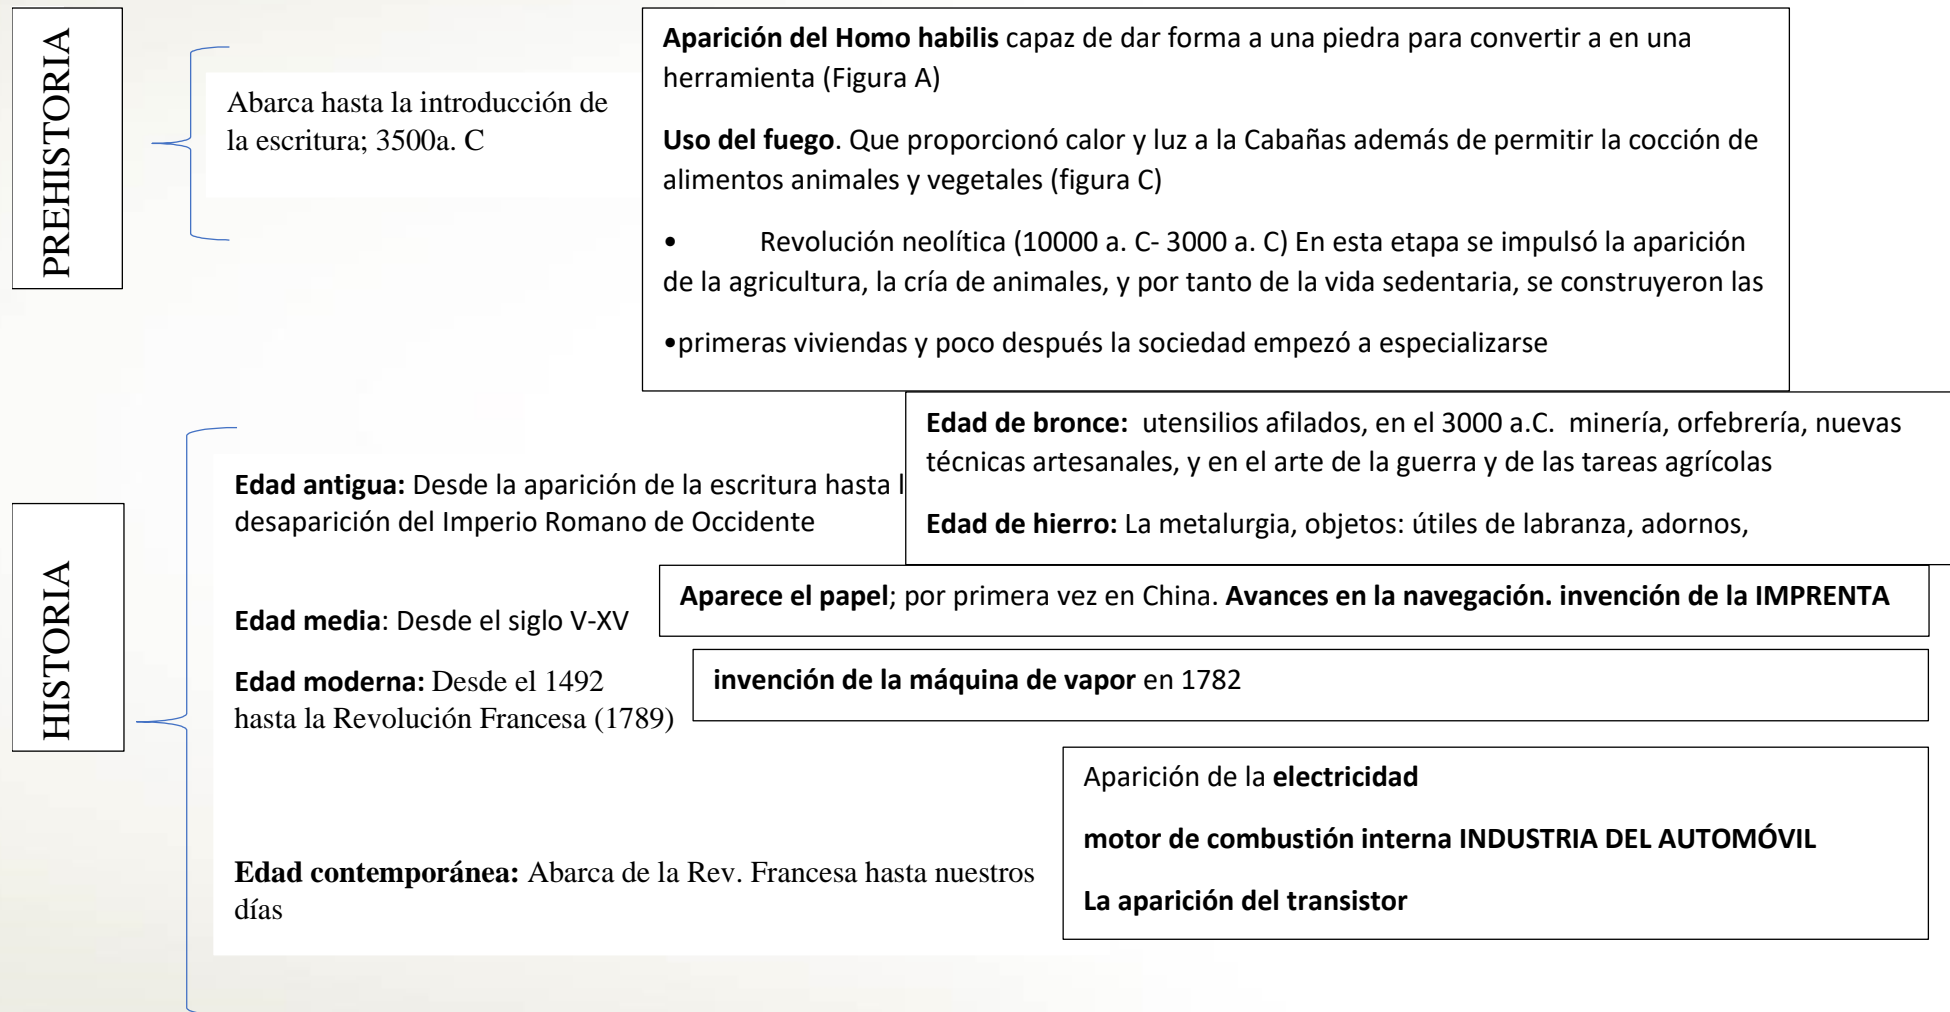 PREHISTORIA
Abarca hasta la introducción de
la escritura; 3500a. C
Aparición del Homo habilis capaz de dar forma a una piedra para convertir a en una
herramienta (Figura A)
Uso del fuego. Que proporcionó calor y luz a la Cabañas además de permitir la cocción de
alimentos animales y vegetales (figura C)
• Revolución neolítica (10000 a. C- 3000 a. C) En esta etapa se impulsó la aparición
de la agricultura, la cría de animales, y por tanto de la vida sedentaria, se construyeron las
•primeras viviendas y poco después la sociedad empezó a especializarse
HISTORIA
Edad antigua: Desde la aparición de la escritura hasta l
desaparición del Imperio Romano de Occidente
Edad de bronce: utensilios afilados, en el 3000 a.C. minería, orfebrería, nuevas
técnicas artesanales, y en el arte de la guerra y de las tareas agrícolas
Edad de hierro: La metalurgia, objetos: útiles de labranza, adornos,
Edad media: Desde el siglo V-XV
Aparece el papel; por primera vez en China. Avances en la navegación. invención de la IMPRENTA
Edad moderna: Desde el 1492
hasta la Revolución Francesa (1789)
invención de la máquina de vapor en 1782
Edad contemporánea: Abarca de la Rev. Francesa hasta nuestros
días
Aparición de la electricidad
motor de combustión interna INDUSTRIA DEL AUTOMÓVIL
La aparición del transistor